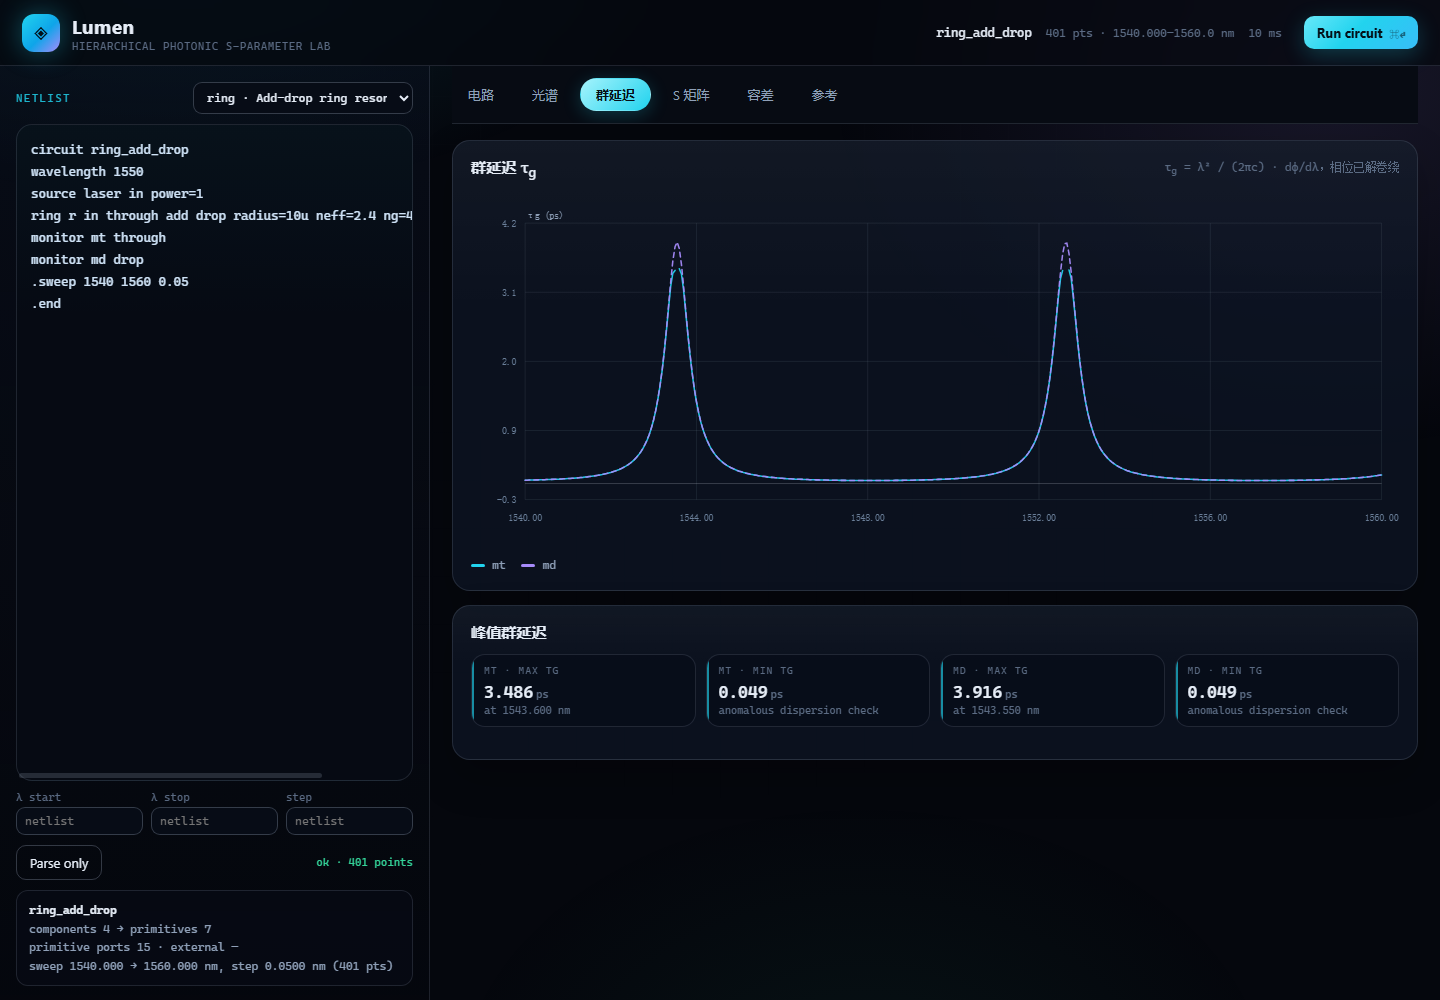 Lumen
HIERARCHICAL PHOTONIC S-PARAMETER LAB
ring_add_drop 401 pts · 1540.000–1560.0 nm 10 ms
Run circuit ⌘↵
NETLIST
ring · Add-drop ring resor
circuit ring_add_drop
wavelength 1550
source laser in power=1
ring r in through add drop radius=10u neff=2.4 ng=4
monitor mt through
monitor md drop
.sweep 1540 1560 0.05
.end
λ start λ stop step
netlist netlist netlist
Parse only
ok · 401 points
ring_add_drop
components 4 → primitives 7
primitive ports 15 · external —
sweep 1540.000 → 1560.000 nm, step 0.0500 nm (401 pts)
电路 光谱 群延迟 S 矩阵 容差 参考
群延迟 τg
τg = λ² / (2πc) · dϕ/dλ，相位已解卷绕
τg (ps)
4.2
3.1
2.0
0.9
-0.3
1540.00 1544.00 1548.00 1552.00 1556.00 1560.00
mt md
峰值群延迟
MT · MAX TG
3.486 ps
at 1543.600 nm
MT · MIN TG
0.049 ps
anomalous dispersion check
MD · MAX TG
3.916 ps
at 1543.550 nm
MD · MIN TG
0.049 ps
anomalous dispersion check